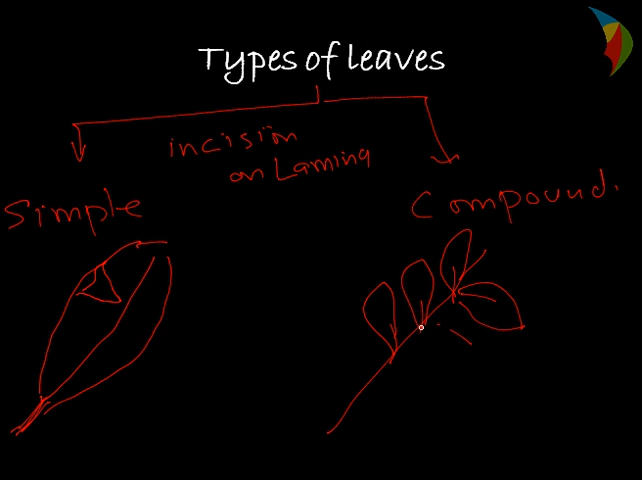 Types of leaves
incision
on Lamina
Simple
Compound.